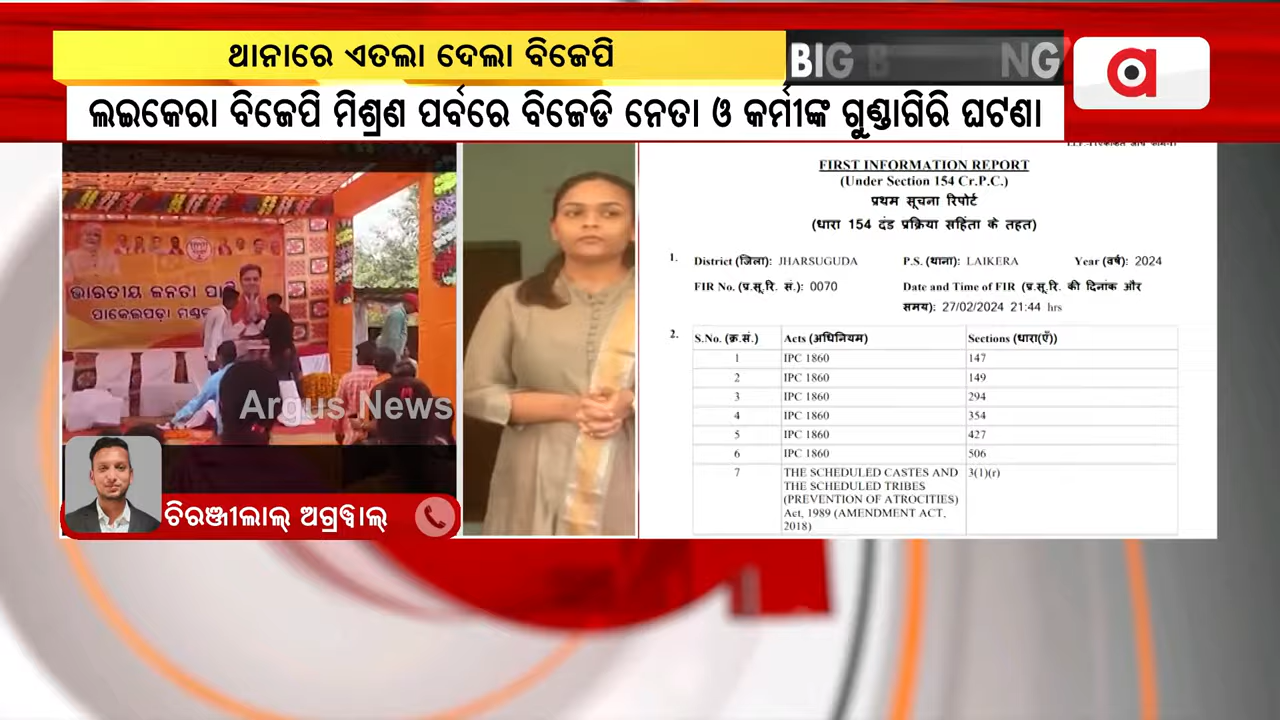 ଥାନାରେ ଏତଲା ଦେଲା ବିଜେପି
BIG B NG
a
ଲଇକେରା ବିଜେପି ମିଶ୍ରଣ ପର୍ବରେ ବିଜେଡି ନେତା ଓ କର୍ମୀଙ୍କ ଗୁଣ୍ଡାଗିରି ଘଟଣା
ଭାରତୀୟ ଜନତା
ପାକେଲପଡ଼ା
Argus News
ଚିରଞ୍ଜୀଲାଲ୍ ଅଗ୍ରୱାଲ୍
FIRST INFORMATION REPORT
(Under Section 154 Cr.P.C.)
प्रथम सूचना रिपोर्ट
(धारा 154 दंड प्रक्रिया सहिंता के तहत)
1. District (जिला): JHARSUGUDA P.S. (थाना): LAIKERA Year (वर्ष): 2024
FIR No. (प्र.सू.रि. सं.): 0070 Date and Time of FIR (प्र.सू.रि. की दिनांक और
समय): 27/02/2024 21:44 hrs
2. S.No. (क्र.सं.) Acts (अधिनियम) Sections (धारा(एँ))
1 IPC 1860 147
2 IPC 1860 149
3 IPC 1860 294
4 IPC 1860 354
5 IPC 1860 427
6 IPC 1860 506
7 THE SCHEDULED CASTES AND 3(1)(r)
THE SCHEDULED TRIBES
(PREVENTION OF ATROCITIES)
Act, 1989 (AMENDMENT ACT,
2018)